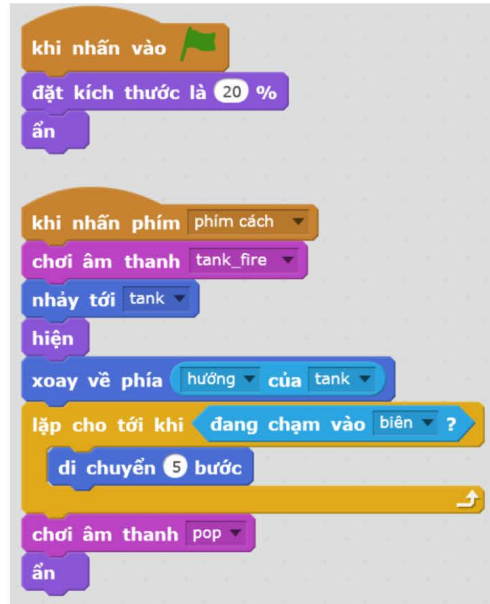 khi nhấn vào
đặt kích thước là 20 %
ẩn
khi nhấn phím phím cách
chơi âm thanh tank_fire
nhảy tới tank
hiện
xoay về phía hướng của tank
lặp cho tới khi đang chạm vào biên ?
di chuyển 5 bước
chơi âm thanh pop
ẩn